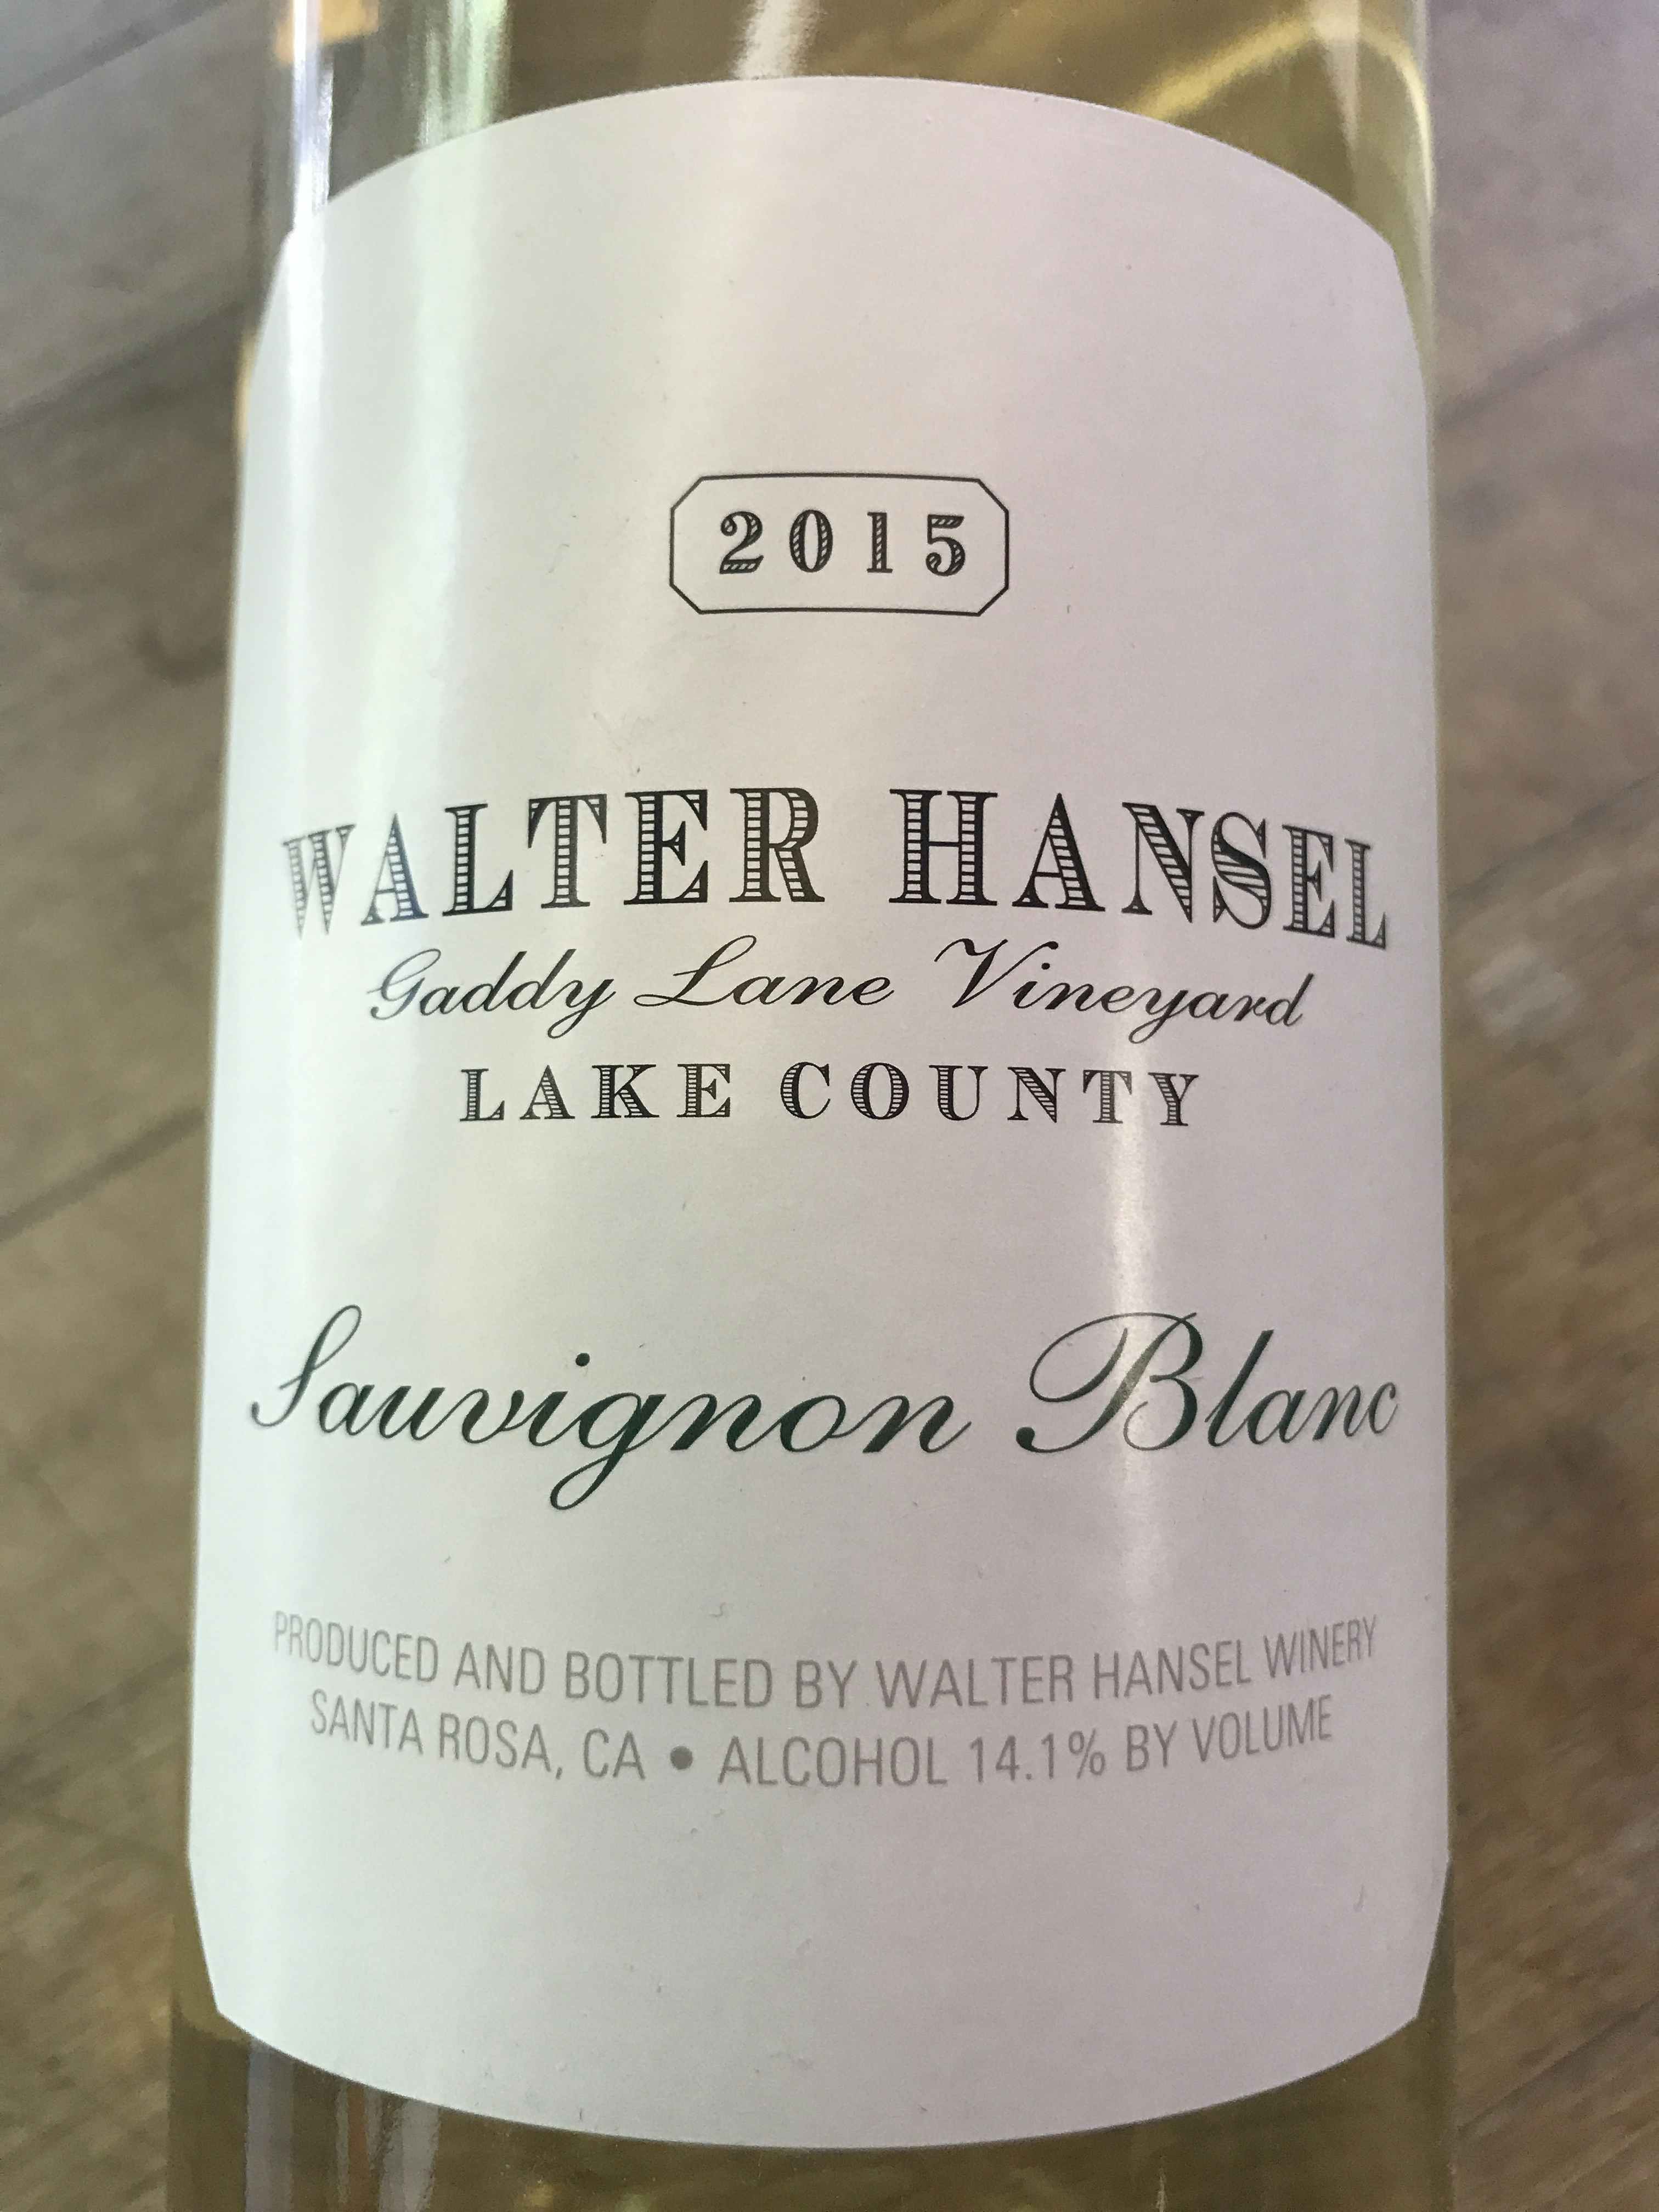 2015
WALTER HANSEL
Gaddy Lane Vineyard
LAKE COUNTY
Sauvignon Blanc
PRODUCED AND BOTTLED BY WALTER HANSEL WINERY
SANTA ROSA, CA • ALCOHOL 14.1% BY VOLUME